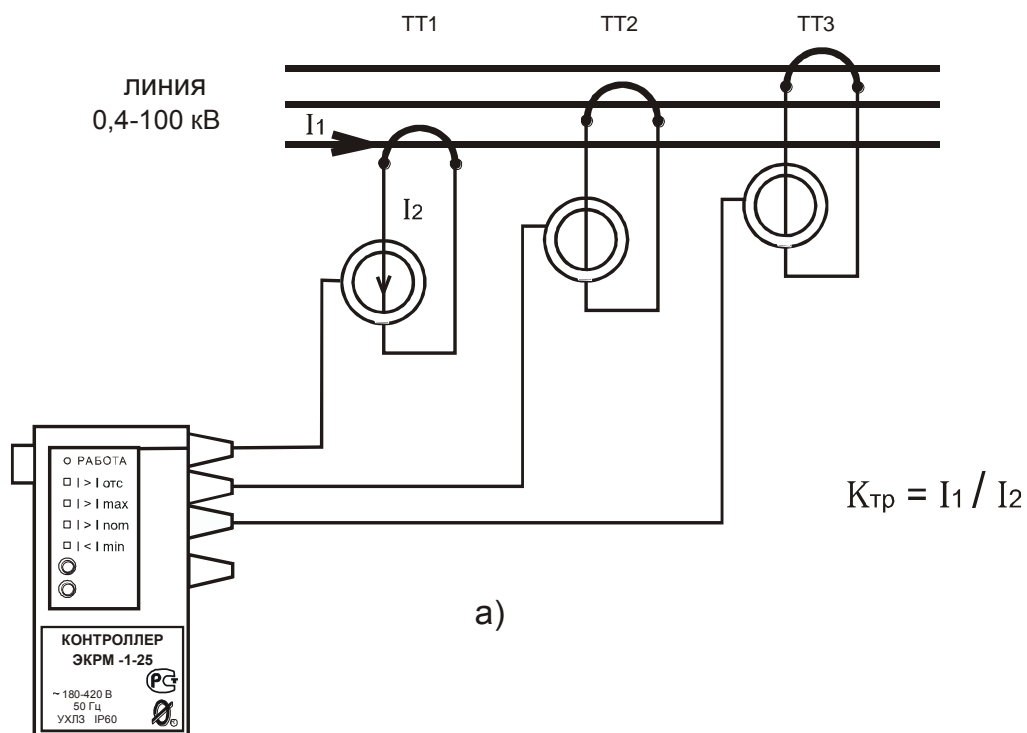 ТТ1 ТТ2 ТТ3
ЛИНИЯ
0,4-100 кВ
I1
I2
РАБОТА
I > I отс
I > I max
I > I nom
I < I min
Kтр = I1 / I2
а)
КОНТРОЛЛЕР
ЭКРМ -1-25
~ 180-420 В
50 Гц
УХЛ3 IP60